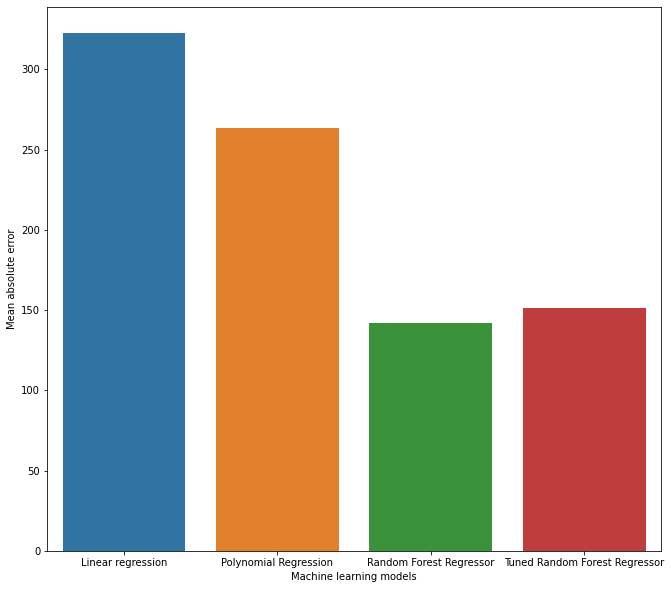 300
250
200
150
100
50
0
Mean absolute error
Linear regression
Polynomial Regression
Random Forest Regressor
Tuned Random Forest Regressor
Machine learning models